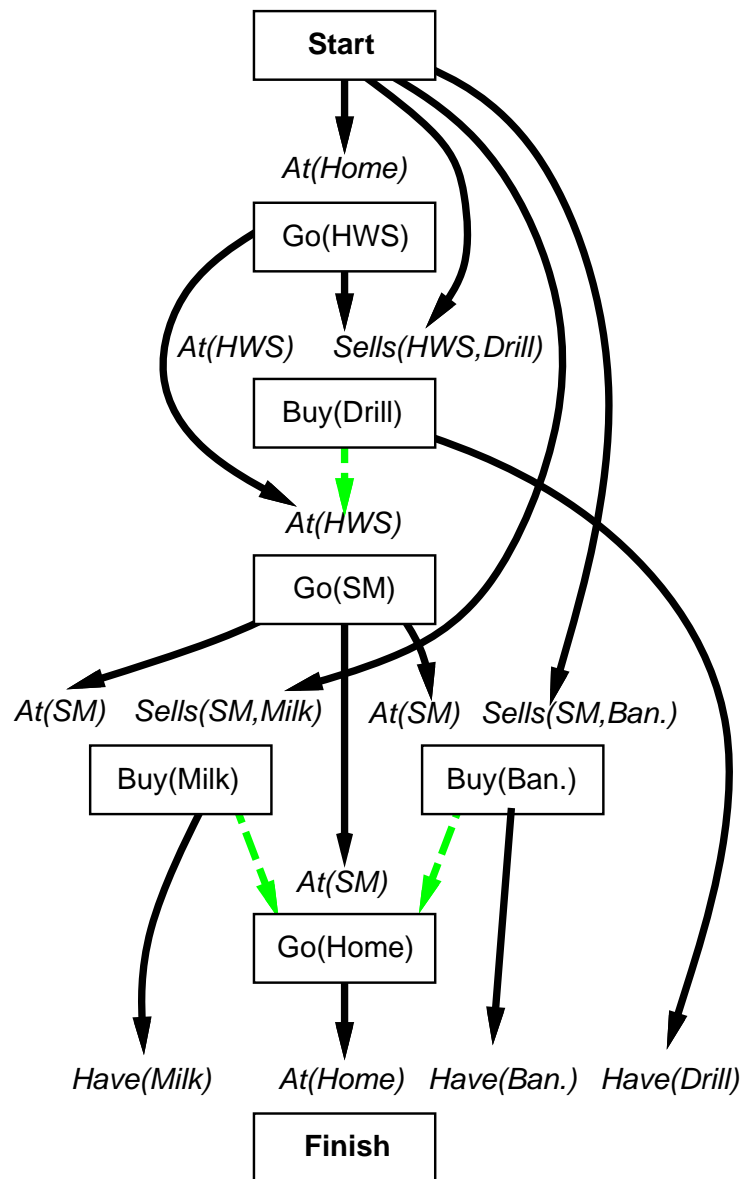 Start
At(Home)
Go(HWS)
At(HWS) Sells(HWS,Drill)
Buy(Drill)
At(HWS)
Go(SM)
At(SM) Sells(SM,Milk) At(SM) Sells(SM,Ban.)
Buy(Milk) Buy(Ban.)
At(SM)
Go(Home)
Have(Milk) At(Home) Have(Ban.) Have(Drill)
Finish